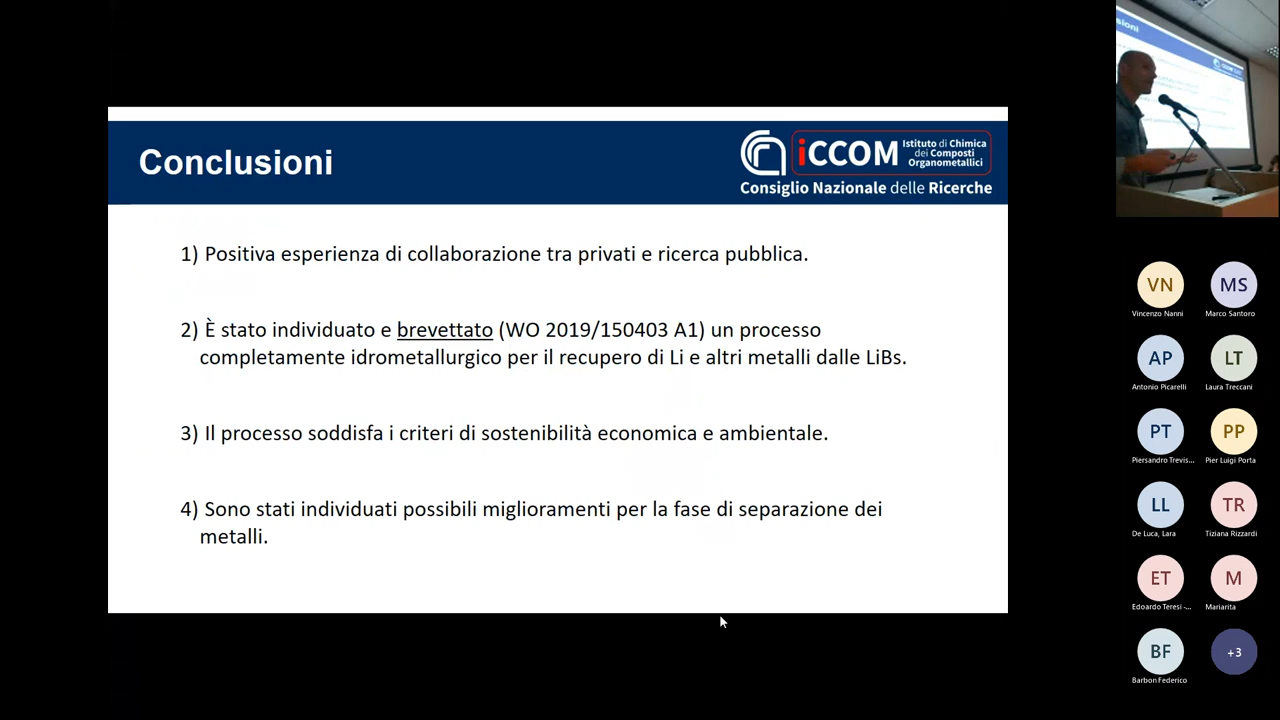 Conclusioni
iCCOM
Istituto di Chimica
dei Composti
Organometallici
Consiglio Nazionale delle Ricerche
1) Positiva esperienza di collaborazione tra privati e ricerca pubblica.
2) È stato individuato e brevettato (WO 2019/150403 A1) un processo
completamente idrometallurgico per il recupero di Li e altri metalli dalle LiBs.
3) Il processo soddisfa i criteri di sostenibilità economica e ambientale.
4) Sono stati individuati possibili miglioramenti per la fase di separazione dei
metalli.
VN
MS
Vincenzo Nanni
Marco Santoro
AP
LT
Antonio Picarelli
Laura Treccani
PT
PP
Piersandro Trevis...
Pier Luigi Porta
LL
TR
De Luca, Lara
Tiziana Rizzardi
ET
M
Edoardo Teresi -...
Mariarita
BF
+3
Barbon Federico